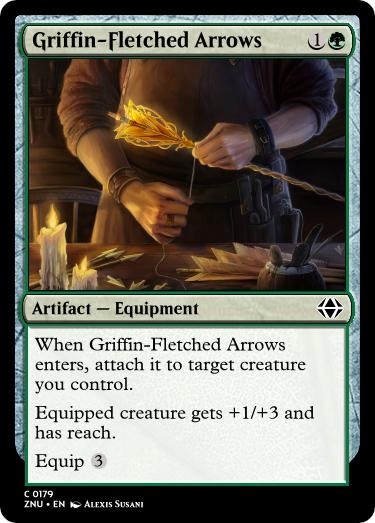 Griffin-Fletched Arrows 1
Artifact — Equipment
When Griffin-Fletched Arrows
enters, attach it to target creature
you control.
Equipped creature gets +1/+3 and
has reach.
Equip 3
C 0179
ZNU • EN Alexis Susani